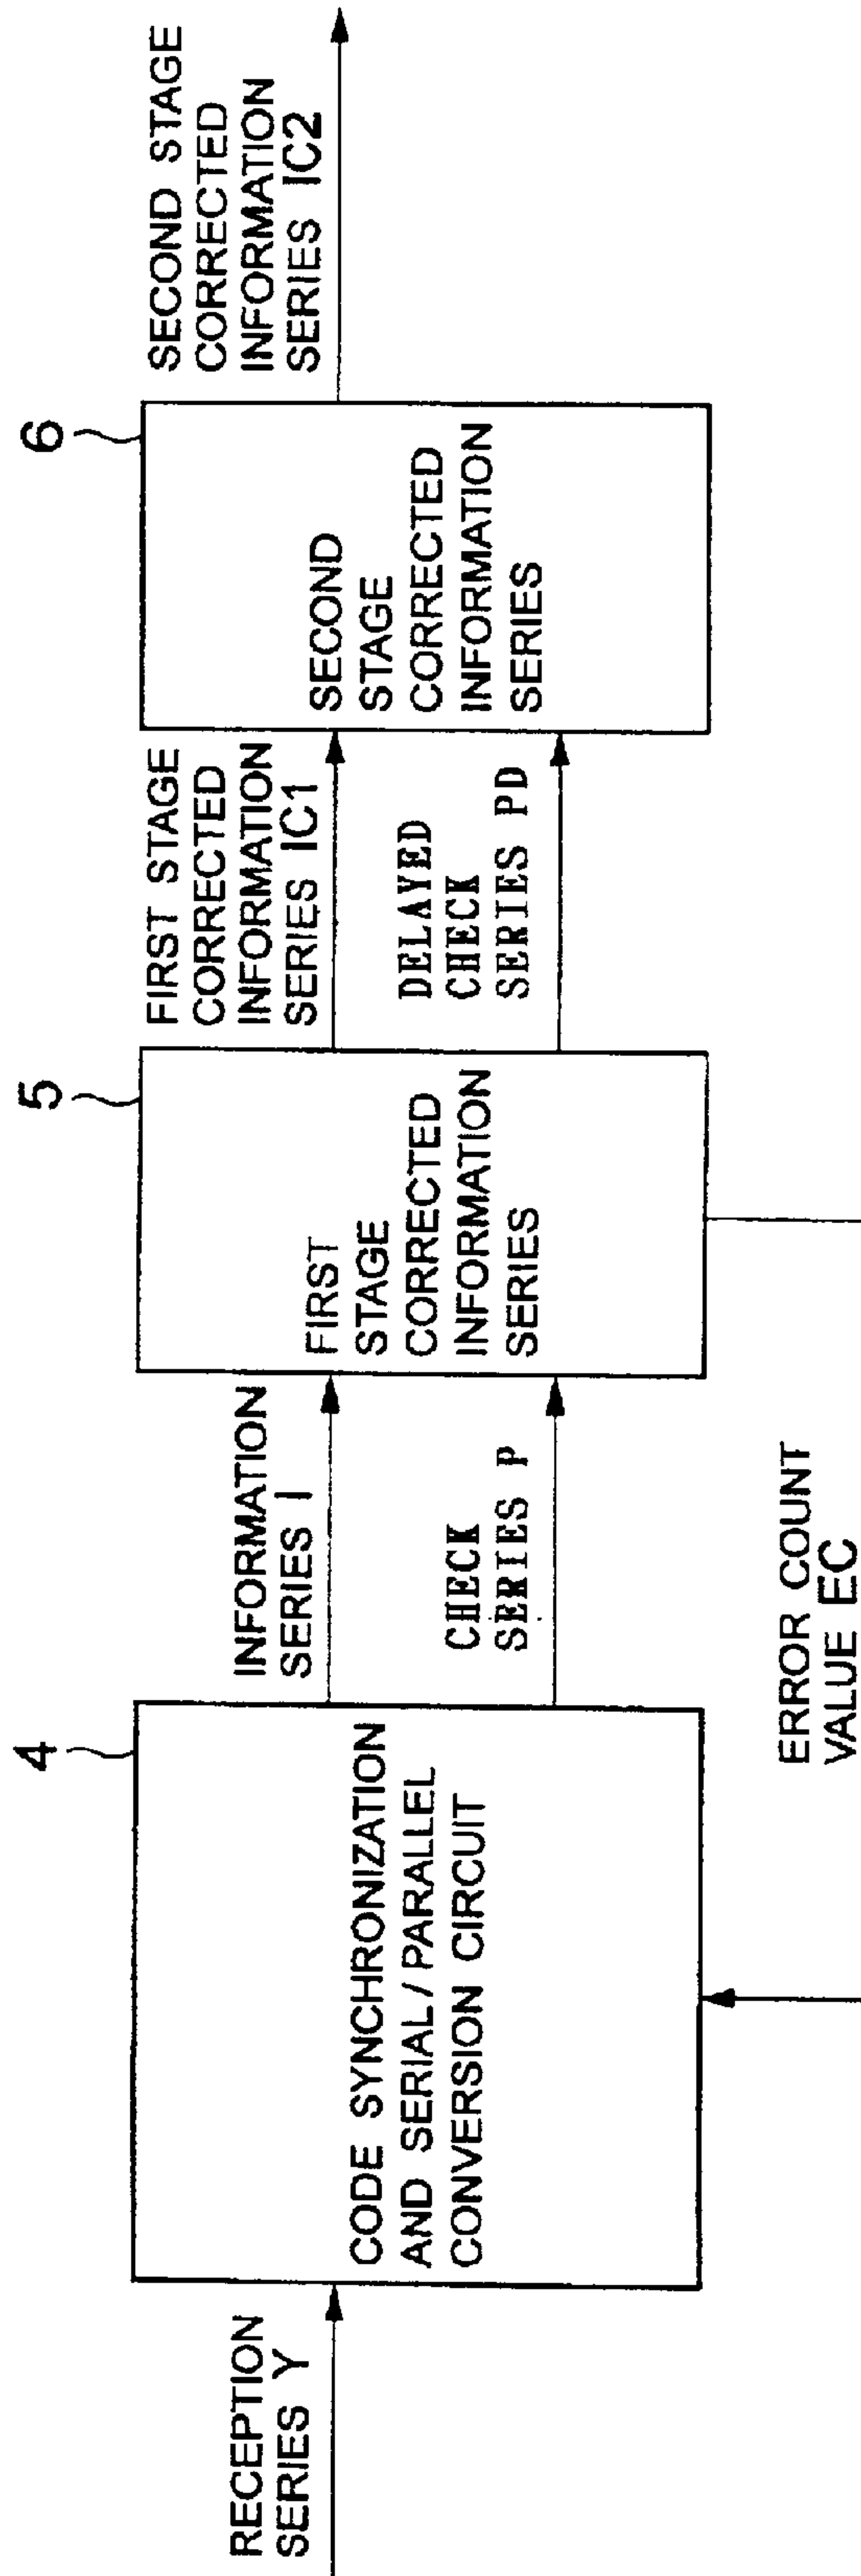 RECEPTION
SERIES Y
4
CODE SYNCHRONIZATION
AND SERIAL/PARALLEL
CONVERSION CIRCUIT
INFORMATION
SERIES I
CHECK
SERIES P
5
FIRST
STAGE
CORRECTED
INFORMATION
SERIES
FIRST STAGE
CORRECTED
INFORMATION
SERIES IC1
DELAYED
CHECK
SERIES PD
6
SECOND
STAGE
CORRECTED
INFORMATION
SERIES
SECOND STAGE
CORRECTED
INFORMATION
SERIES IC2
ERROR COUNT
VALUE EC